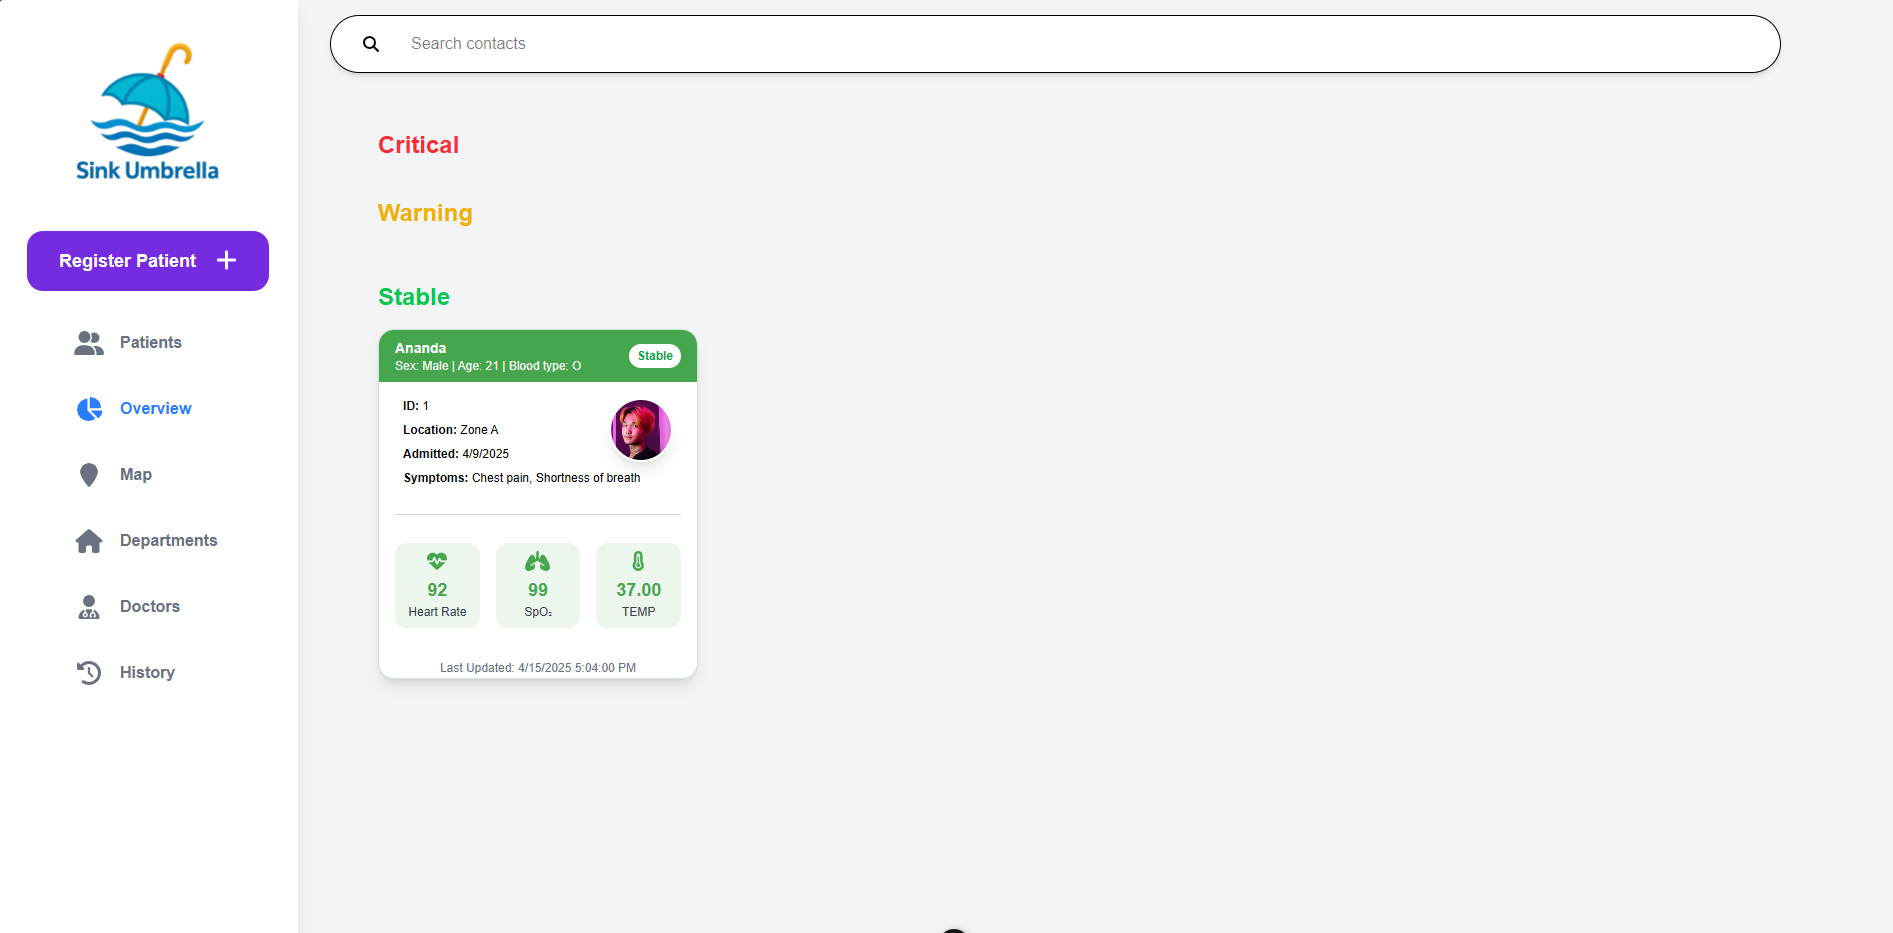 Sink Umbrella
Register Patient
Patients
Overview
Map
Departments
Doctors
History
Search contacts
Critical
Warning
Stable
Ananda
Sex: Male | Age: 21 | Blood type: O
Stable
ID: 1
Location: Zone A
Admitted: 4/9/2025
Symptoms: Chest pain, Shortness of breath
92
Heart Rate
99
SpO₂
37.00
TEMP
Last Updated: 4/15/2025 5:04:00 PM